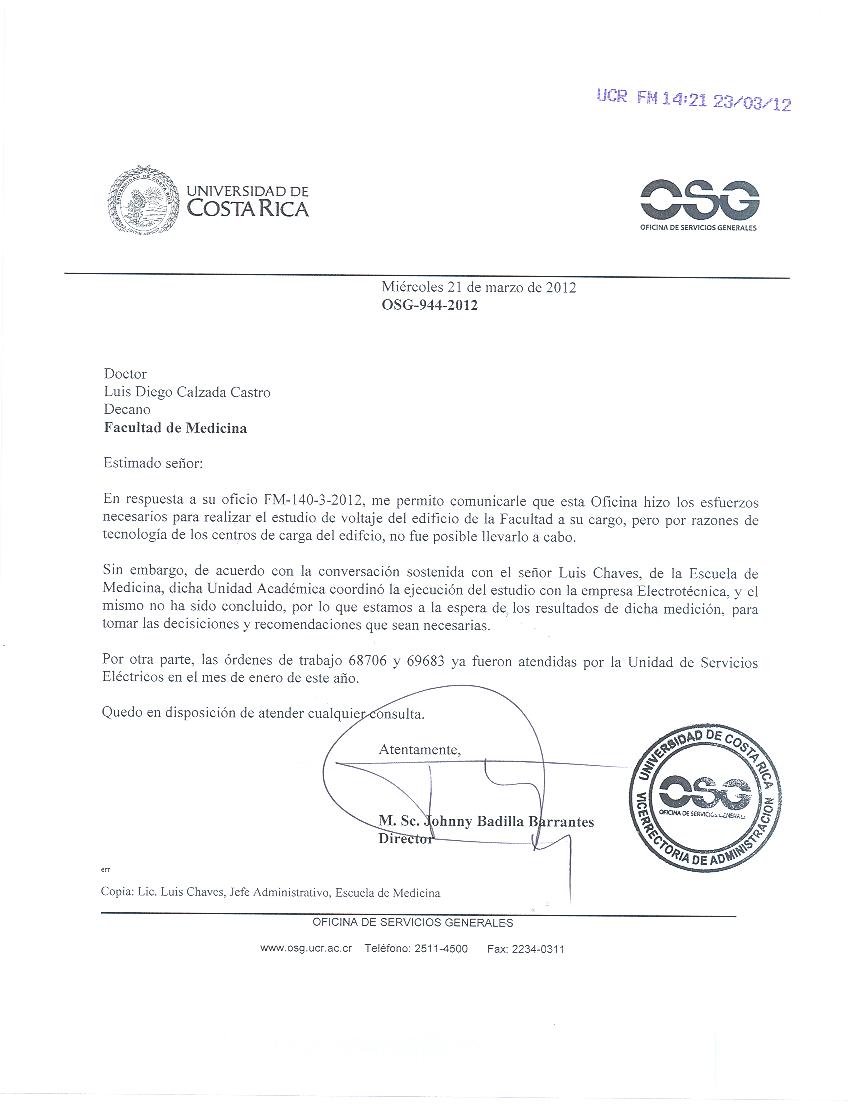 UCR FM 14:21 23/03/12
UNIVERSIDAD DE
COSTA RICA
OSG
OFICINA DE SERVICIOS GENERALES
Miércoles 21 de marzo de 2012
OSG-944-2012
Doctor
Luis Diego Calzada Castro
Decano
Facultad de Medicina
Estimado señor:
En respuesta a su oficio FM-140-3-2012, me permito comunicarle que esta Oficina hizo los esfuerzos
necesarios para realizar el estudio de voltaje del edificio de la Facultad a su cargo, pero por razones de
tecnología de los centros de carga del edifcio, no fue posible llevarlo a cabo.
Sin embargo, de acuerdo con la conversación sostenida con el señor Luis Chaves, de la Escuela de
Medicina, dicha Unidad Académica coordinó la ejecución del estudio con la empresa Electrotécnica, y el
mismo no ha sido concluido, por lo que estamos a la espera de los resultados de dicha medición, para
tomar las decisiciones y recomendaciones que sean necesarias.
Por otra parte, las órdenes de trabajo 68706 y 69683 ya fueron atendidas por la Unidad de Servicios
Eléctricos en el mes de enero de este año.
Quedo en disposición de atender cualquier consulta.
Atentamente,
M. Sc. Johnny Badilla Barrantes
Director
UNIVERSIDAD DE COSTA RICA
OSG
OFICINA DE SERVICIOS GENERALES
VICERRECTORIA DE ADMINISTRACION
err
Copia: Lic. Luis Chaves, Jefe Administrativo, Escuela de Medicina
OFICINA DE SERVICIOS GENERALES
www.osg.ucr.ac.cr Teléfono: 2511-4500 Fax: 2234-0311